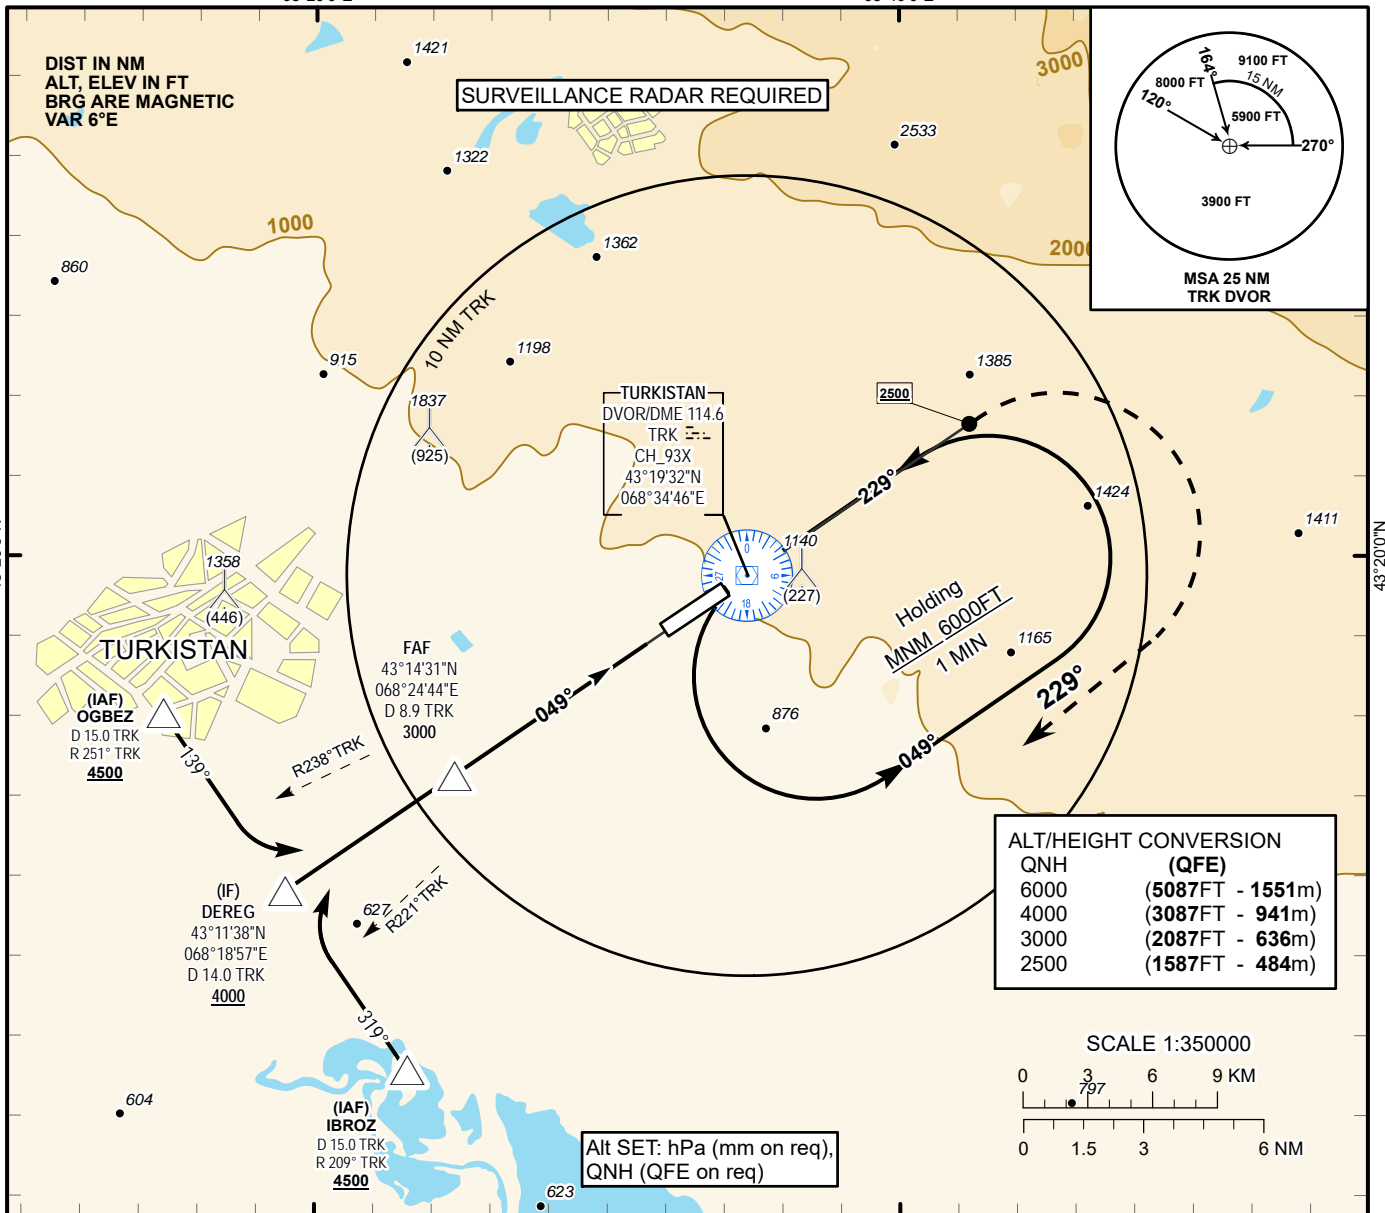 DIST IN NM
ALT, ELEV IN FT
BRG ARE MAGNETIC
VAR 6°E
1421
SURVEILLANCE RADAR REQUIRED
3000
2533
1322
164°
9100 FT
15 NM
8000 FT
120°
5900 FT
270°
3900 FT
MSA 25 NM
TRK DVOR
1000
2000
1362
860
10 NM TRK
1198
915
1385
1837
(925)
TURKISTAN
DVOR/DME 114.6
TRK
CH_93X
43°19'32"N
068°34'46"E
2500
229°
1424
1411
43°20'0"N
1140
(227)
0
9
18
27
1358
(446)
TURKISTAN
Holding
MNM 6000FT
1 MIN
1165
229°
FAF
43°14'31"N
068°24'44"E
D 8.9 TRK
3000
049°
876
049°
(IAF)
OGBEZ
D 15.0 TRK
R 251° TRK
4500
139°
R238°TRK
(IF)
DEREG
43°11'38"N
068°18'57"E
D 14.0 TRK
4000
627
R221°TRK
319°
ALT/HEIGHT CONVERSION
QNH (QFE)
6000 (5087FT - 1551m)
4000 (3087FT - 941m)
3000 (2087FT - 636m)
2500 (1587FT - 484m)
604
(IAF)
IBROZ
D 15.0 TRK
R 209° TRK
4500
Alt SET: hPa (mm on req),
QNH (QFE on req)
623
SCALE 1:350000
0 3 6 9 KM
797
0 1.5 3 6 NM